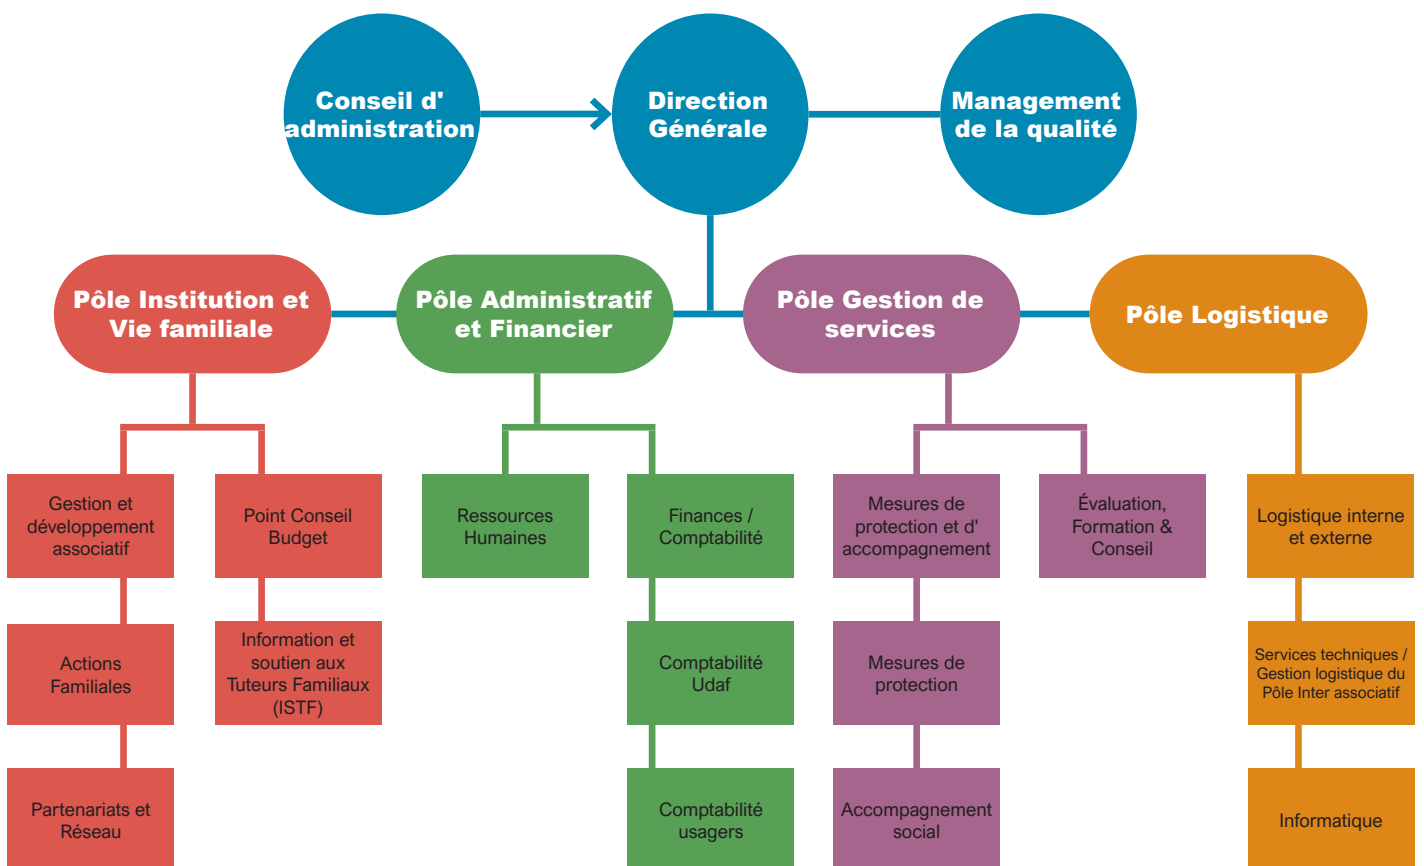 Conseil d'
administration
Direction
Générale
Management
de la qualité
Pôle Institution et
Vie familiale
Pôle Administratif
et Financier
Pôle Gestion de
services
Pôle Logistique
Gestion et
développement
associatif
Point Conseil
Budget
Ressources
Humaines
Finances /
Comptabilité
Mesures de
protection et d'
accompagnement
Évaluation,
Formation &
Conseil
Logistique interne
et externe
Actions
Familiales
Information et
soutien aux
Tuteurs Familiaux
(ISTF)
Comptabilité
Udaf
Mesures de
protection
Services techniques /
Gestion logistique du
Pôle Inter associatif
Partenariats et
Réseau
Comptabilité
usagers
Accompagnement
social
Informatique